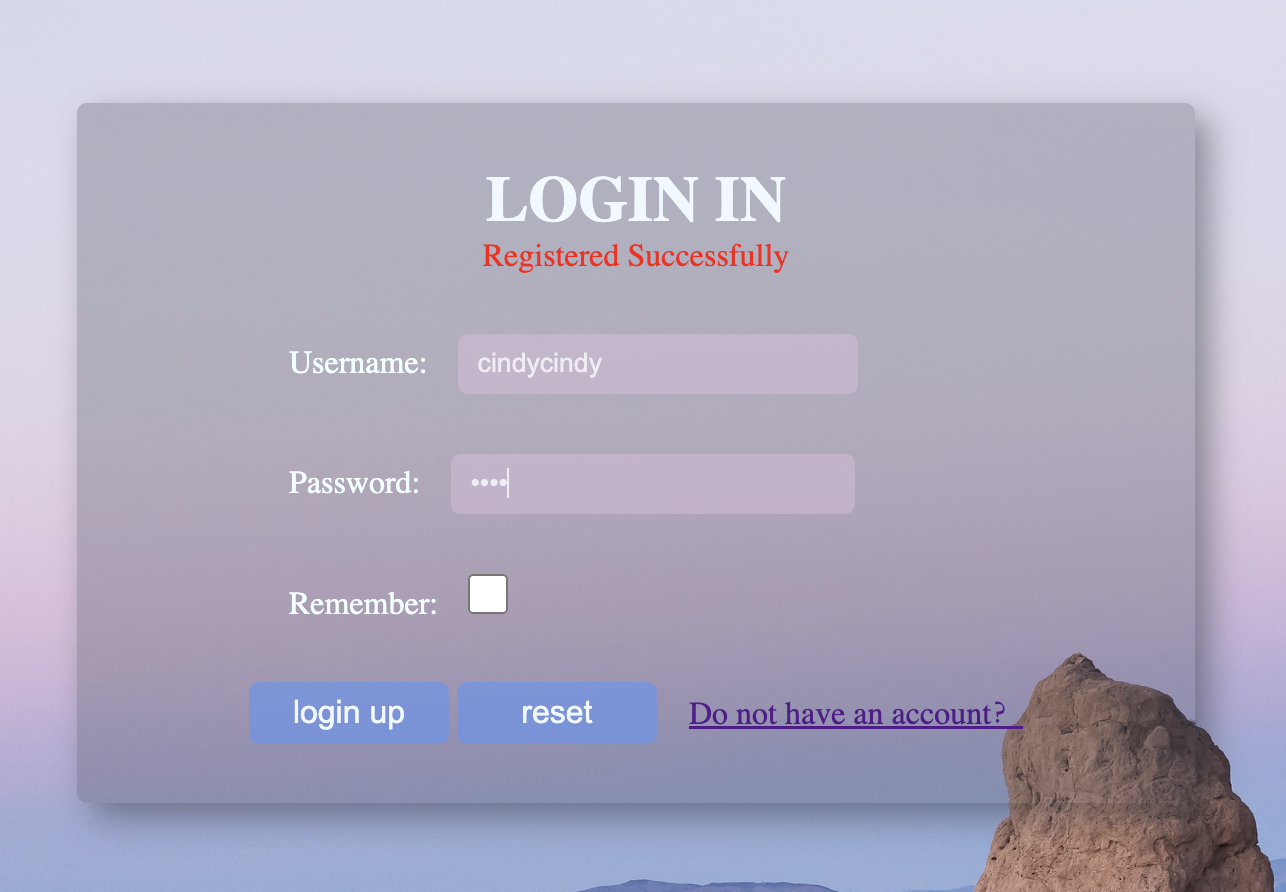 LOGIN IN
Registered Successfully
Username: cindycindy
Password: ••••
Remember:
login up reset Do not have an account?